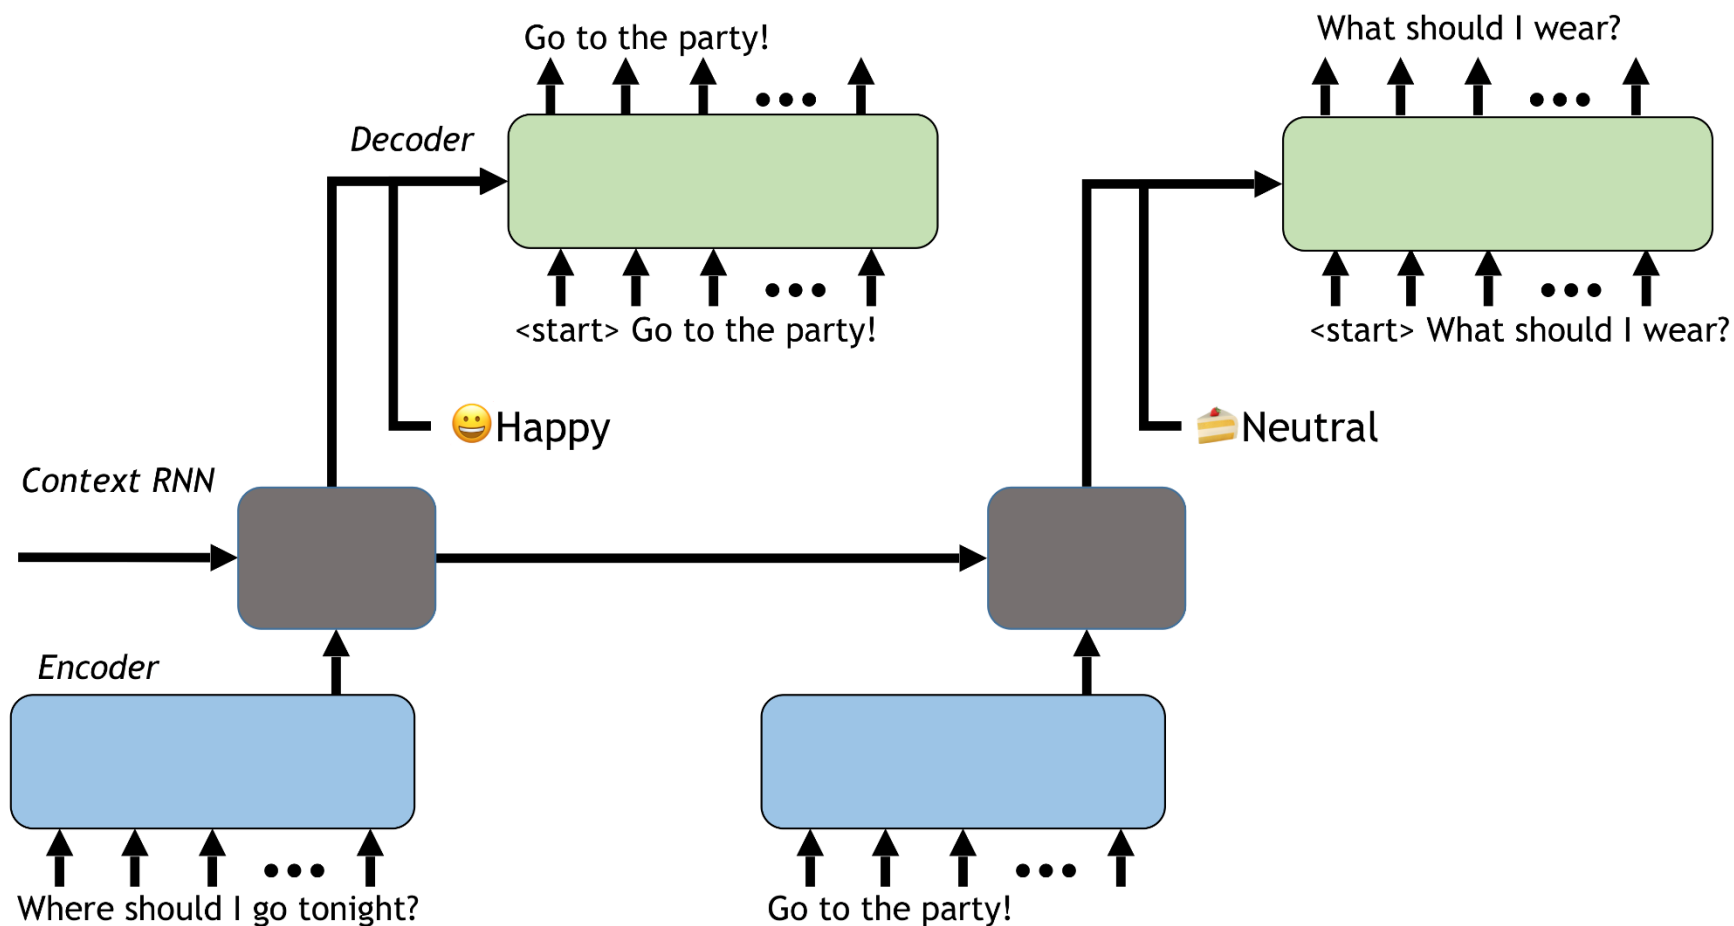 Go to the party!
What should I wear?
Decoder
<start> Go to the party!
<start> What should I wear?
😀Happy
🍰Neutral
Context RNN
Encoder
Where should I go tonight?
Go to the party!